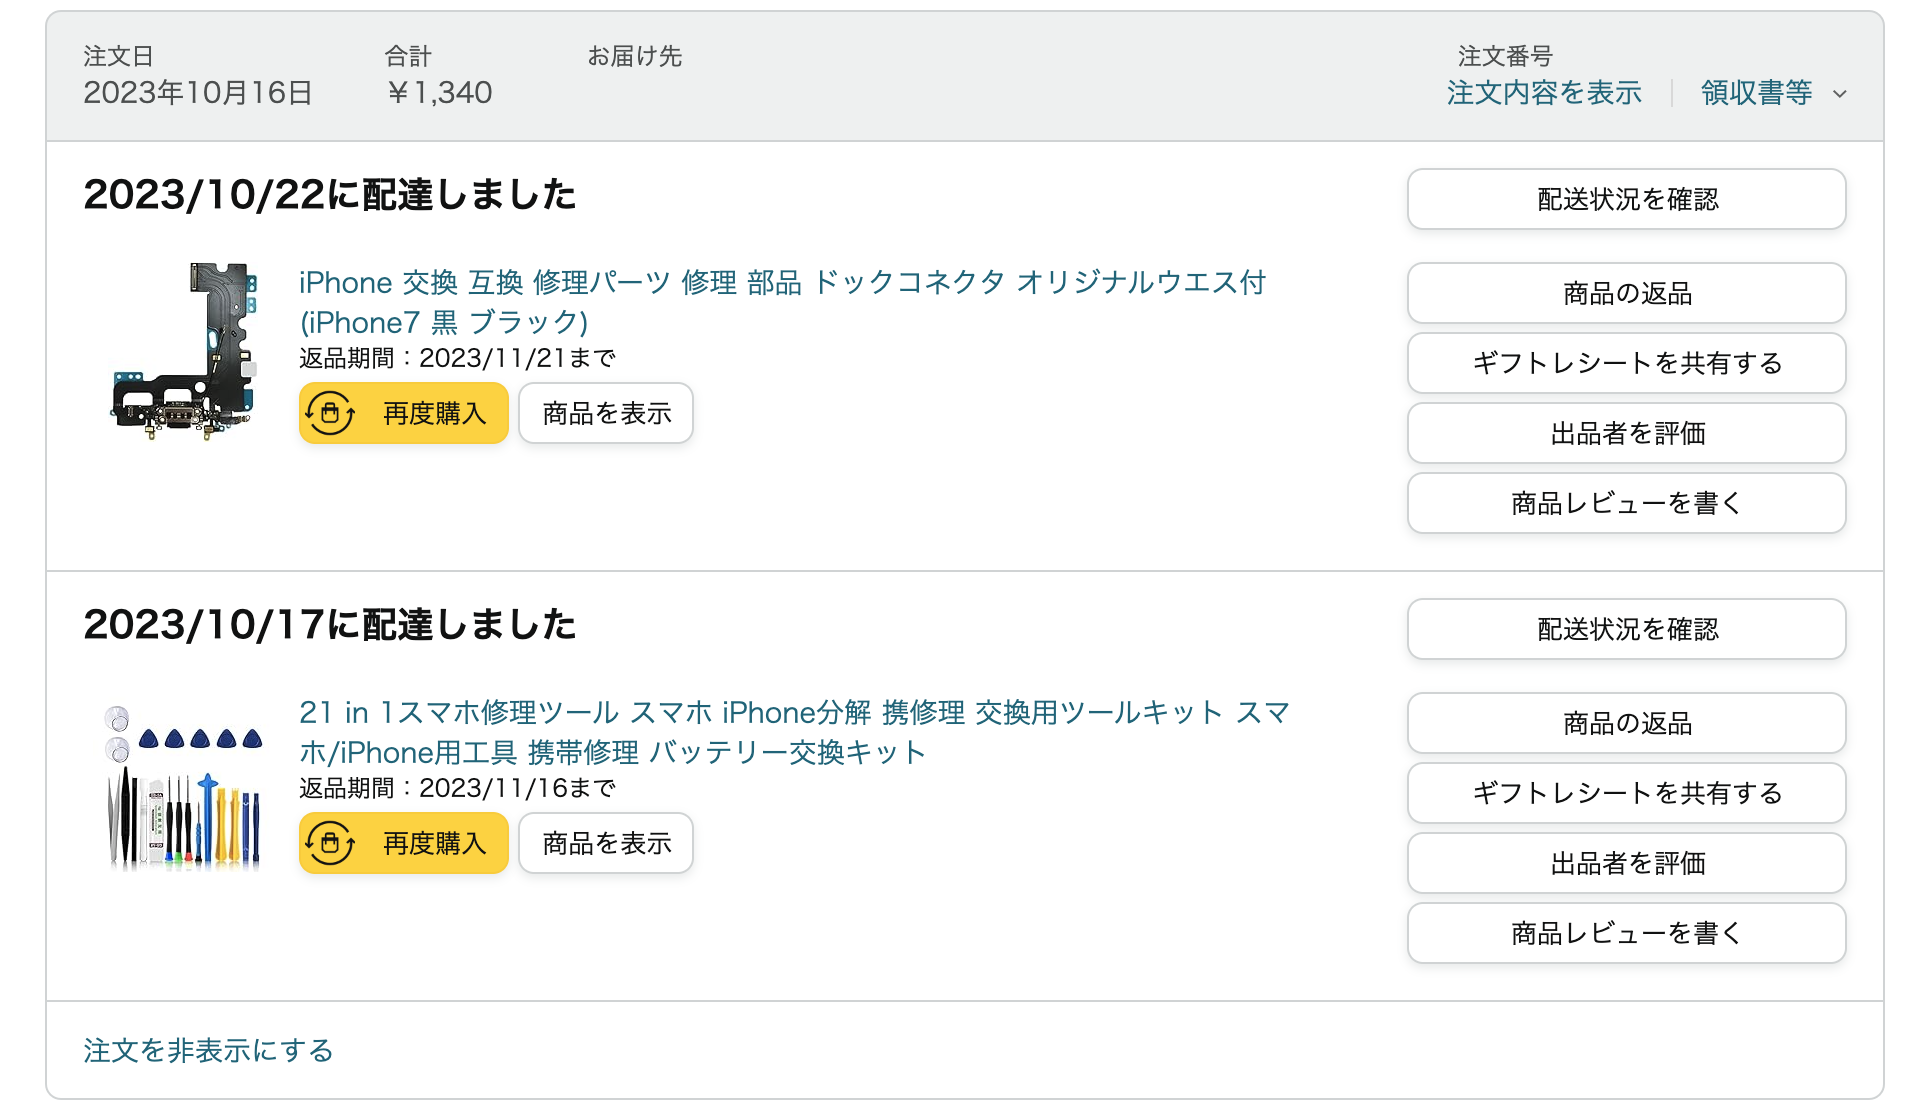 注文日
2023年10月16日
合計
￥1,340
お届け先
注文番号
注文内容を表示
領収書等
2023/10/22に配達しました
iPhone 交換 互換 修理パーツ 修理 部品 ドックコネクタ オリジナルウエス付
(iPhone7 黒 ブラック)
返品期間：2023/11/21まで
再度購入
商品を表示
配送状況を確認
商品の返品
ギフトレシートを共有する
出品者を評価
商品レビューを書く
2023/10/17に配達しました
21 in 1スマホ修理ツール スマホ iPhone分解 携修理 交換用ツールキット スマ
ホ/iPhone用工具 携帯修理 バッテリー交換キット
返品期間：2023/11/16まで
再度購入
商品を表示
配送状況を確認
商品の返品
ギフトレシートを共有する
出品者を評価
商品レビューを書く
注文を非表示にする